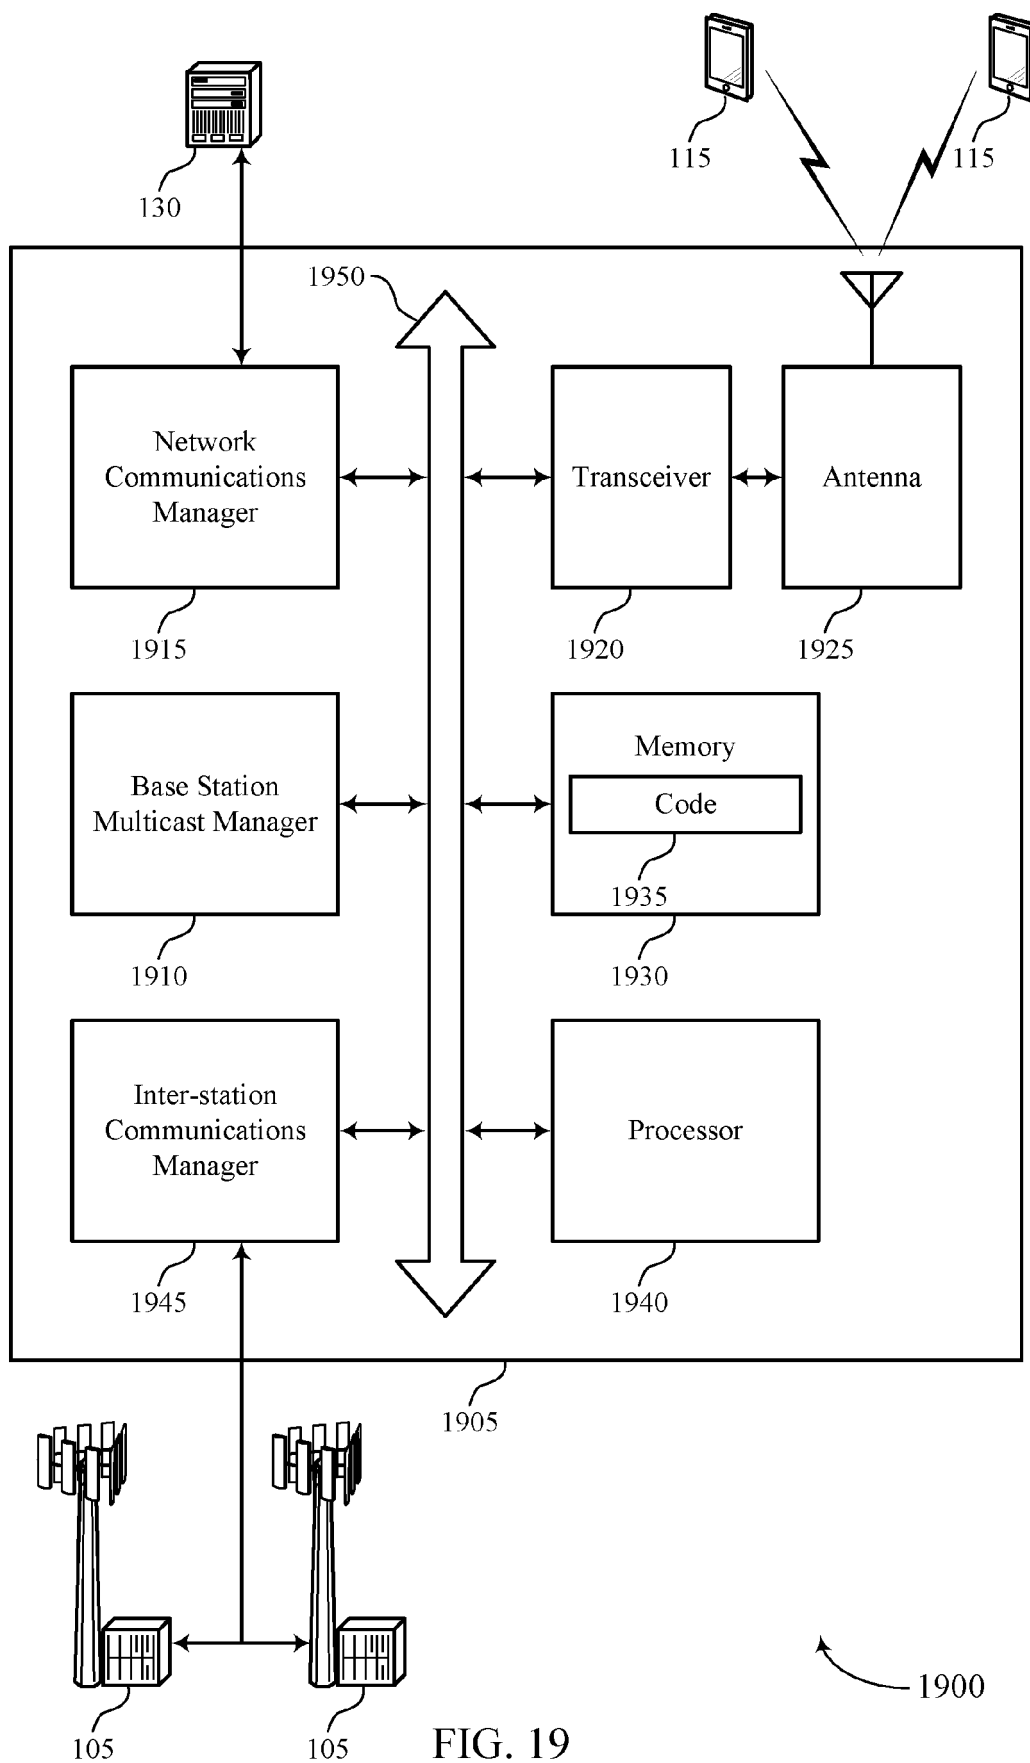 130
115
115
1950
Network
Communications
Manager
Transceiver
Antenna
1915
1920
1925
Base Station
Multicast Manager
Memory
Code
1935
1910
1930
Inter-station
Communications
Manager
Processor
1945
1940
1905
1900
105
105
FIG. 19